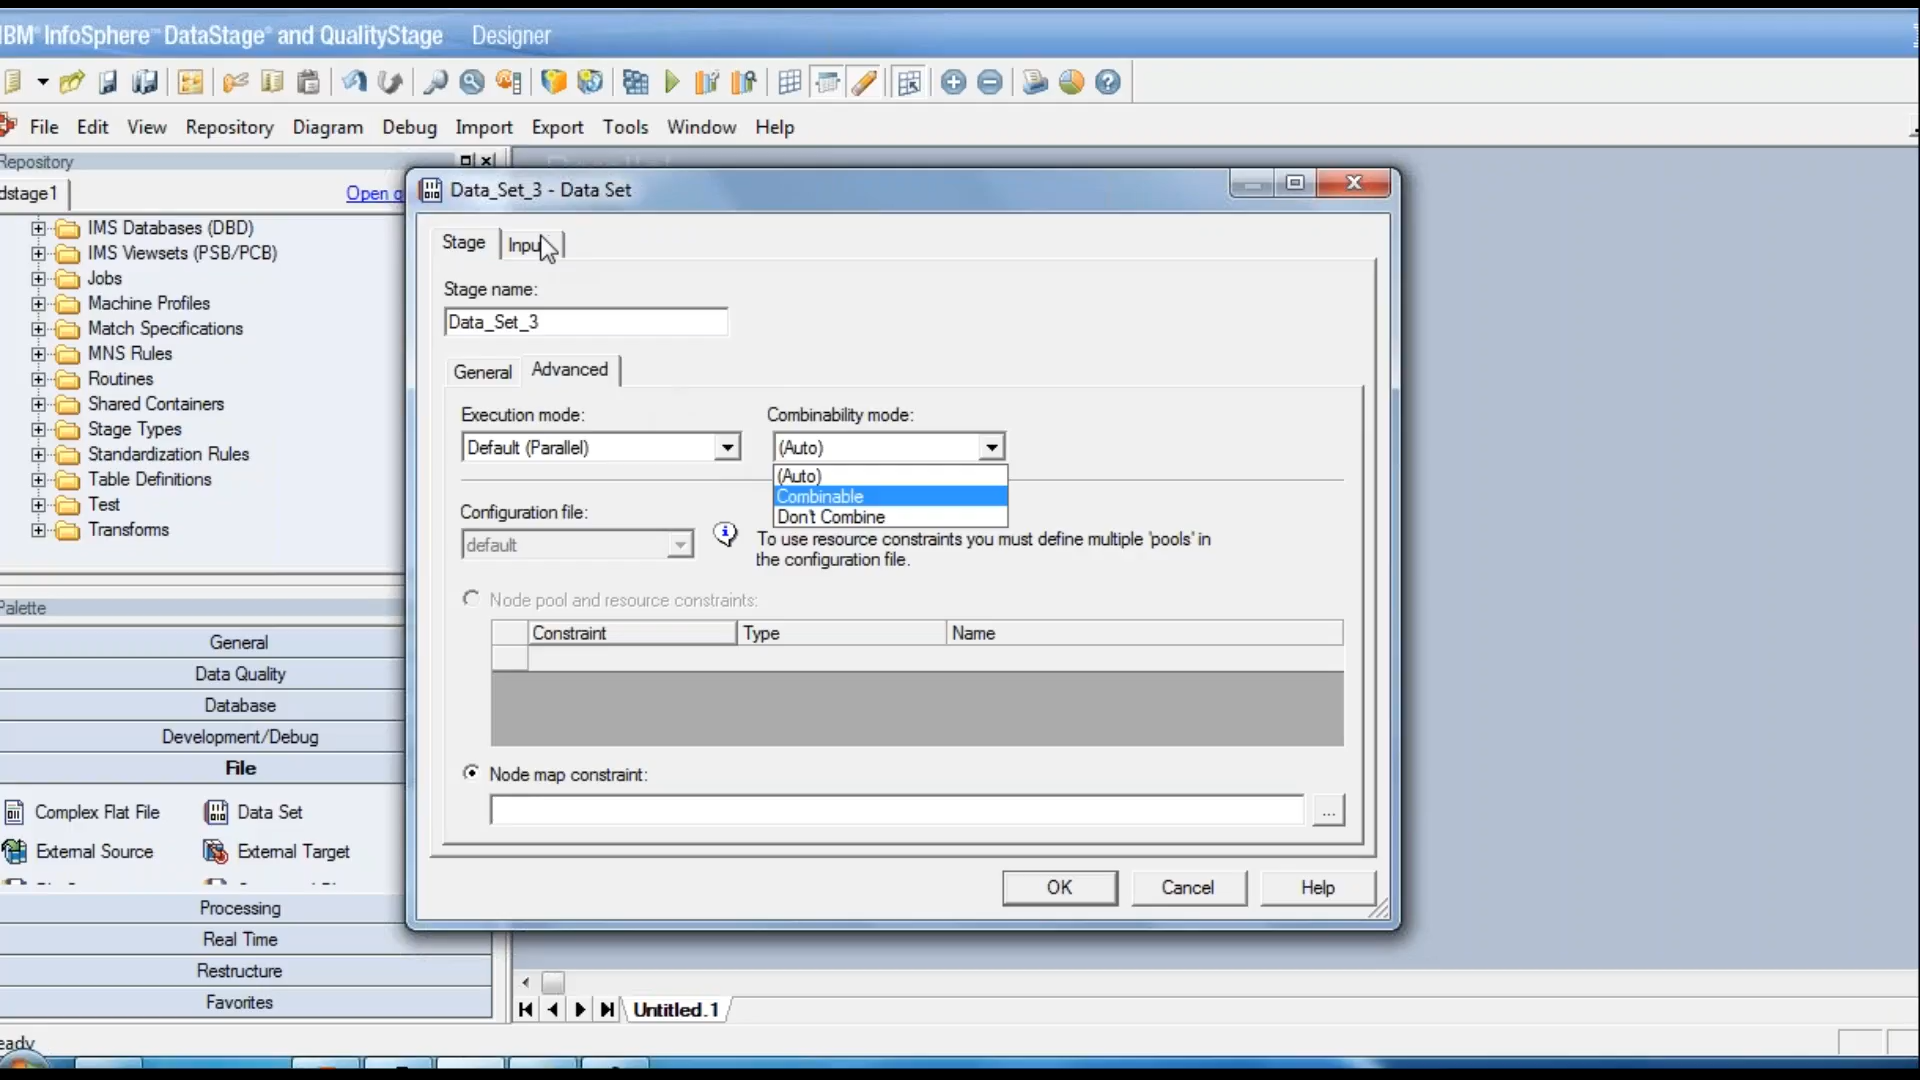 IBM InfoSphere DataStage and QualityStage Designer
File Edit View Repository Diagram Debug Import Export Tools Window Help
Repository
dstage1
Open q
IMS Databases (DBD)
IMS Viewsets (PSB/PCB)
Jobs
Machine Profiles
Match Specifications
MNS Rules
Routines
Shared Containers
Stage Types
Standardization Rules
Table Definitions
Test
Transforms
Palette
General
Data Quality
Database
Development/Debug
File
Complex Flat File
Data Set
External Source
External Target
Processing
Real Time
Restructure
Favorites
Data_Set_3 - Data Set
Stage
Input
Stage name:
Data_Set_3
General
Advanced
Execution mode:
Default (Parallel)
Combinability mode:
(Auto)
(Auto)
Combinable
Don't Combine
Configuration file:
default
To use resource constraints you must define multiple 'pools' in
the configuration file.
Node pool and resource constraints:
Constraint Type Name
Node map constraint:
...
OK Cancel Help
Untitled.1
eady